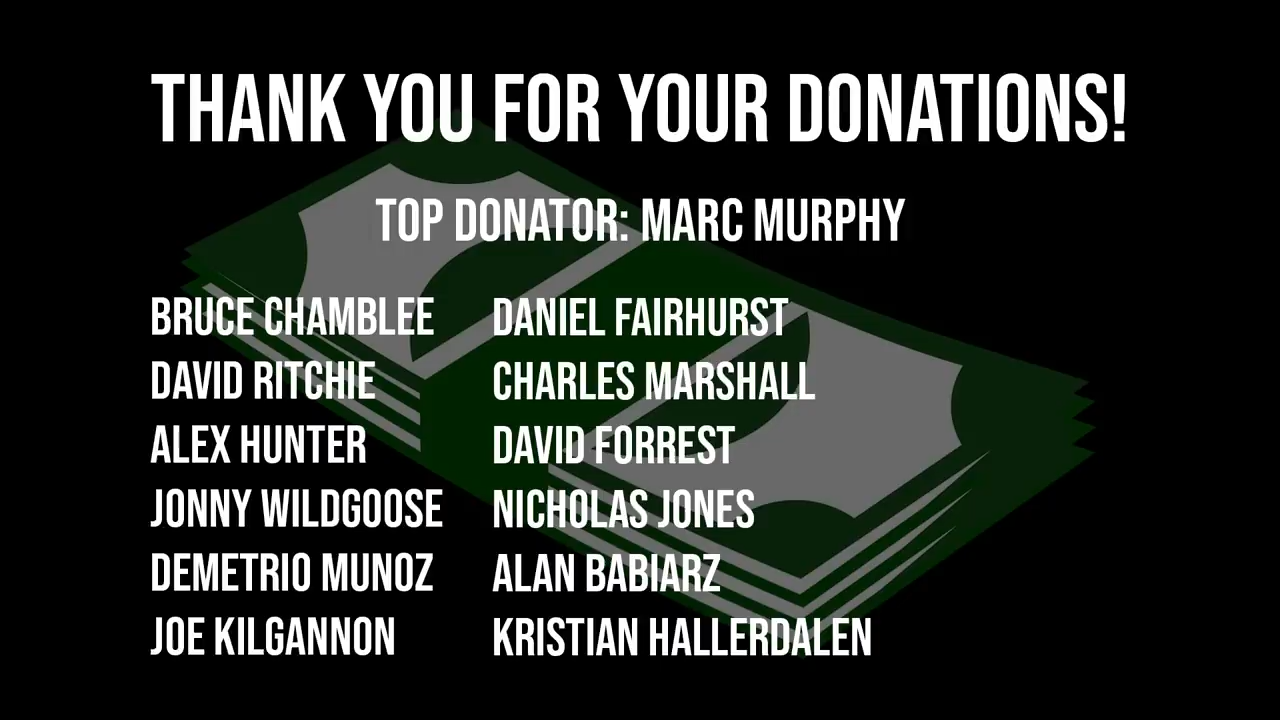 THANK YOU FOR YOUR DONATIONS!
TOP DONATOR: MARC MURPHY
BRUCE CHAMBLEE
DAVID RITCHIE
ALEX HUNTER
JONNY WILDGOOSE
DEMETRIO MUNOZ
JOE KILGANNON
DANIEL FAIRHURST
CHARLES MARSHALL
DAVID FORREST
NICHOLAS JONES
ALAN BABIARZ
KRISTIAN HALLERDALEN